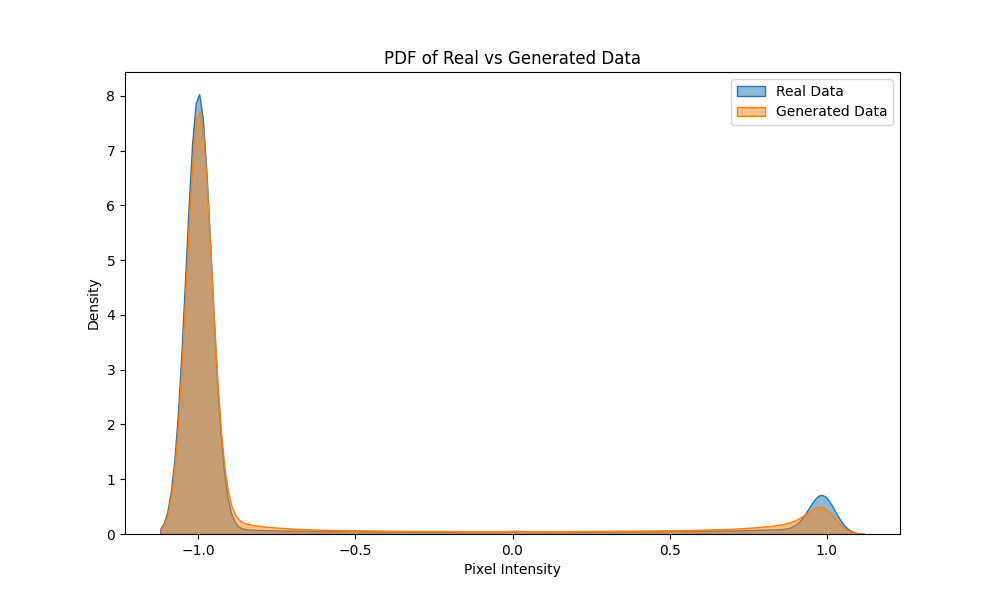 PDF of Real vs Generated Data
Real Data
Generated Data
Density
8
7
6
5
4
3
2
1
0
−1.0
−0.5
0.0
0.5
1.0
Pixel Intensity